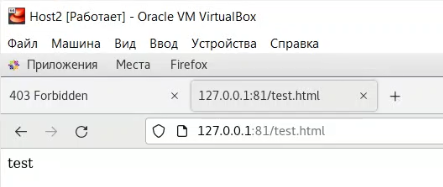 Host2 [Работает] - Oracle VM VirtualBox
Файл Машина Вид Ввод Устройства Справка
Приложения Места Firefox
403 Forbidden × 127.0.0.1:81/test.html × +
127.0.0.1:81/test.html
test